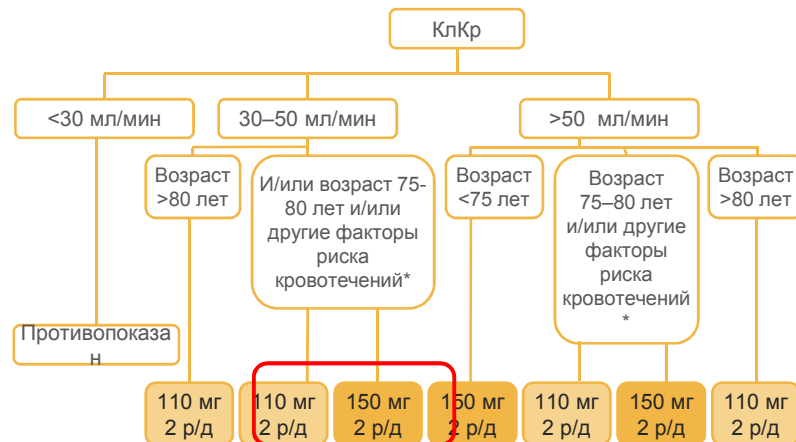 КлКр
<30 мл/мин
30–50 мл/мин
>50 мл/мин
Возраст
>80 лет
И/или возраст 75-
80 лет и/или
другие факторы
риска
кровотечений*
Возраст
<75 лет
Возраст
75–80 лет
и/или другие
факторы
риска
кровотечений
*
Возраст
>80 лет
Противопоказа
н
110 мг
2 р/д
110 мг
2 р/д
150 мг
2 р/д
150 мг
2 р/д
110 мг
2 р/д
150 мг
2 р/д
110 мг
2 р/д